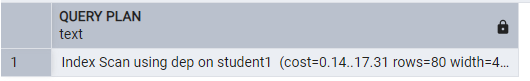 QUERY PLAN
text
1 Index Scan using dep on student1 (cost=0.14..17.31 rows=80 width=4...